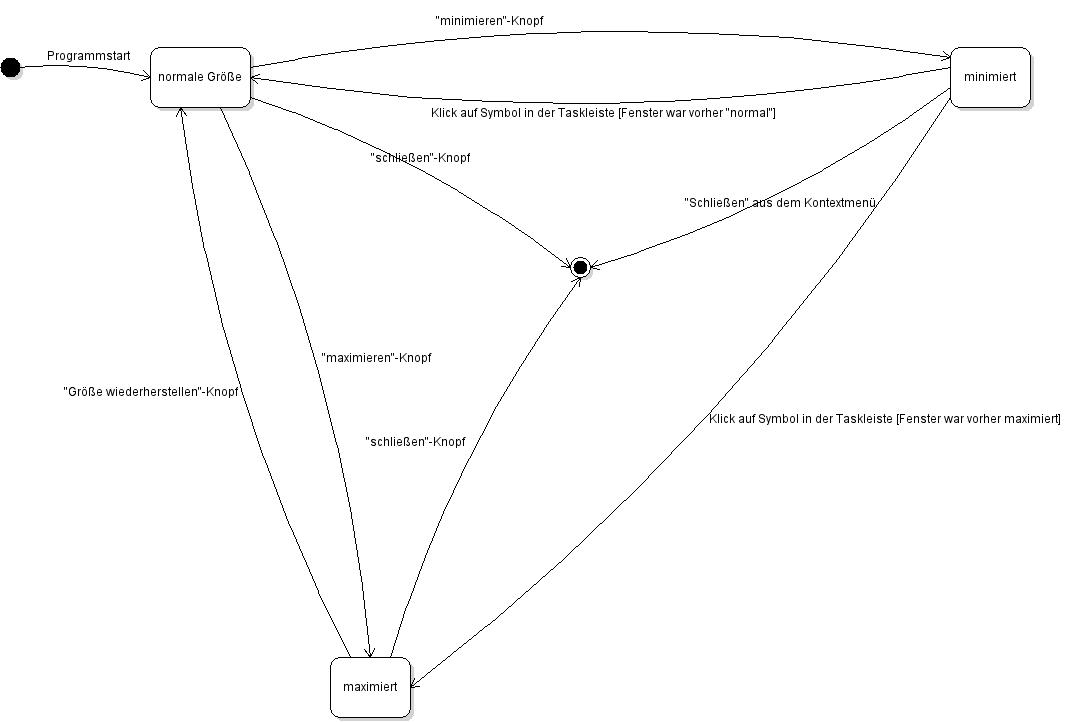 "minimieren"-Knopf
Programmstart
normale Größe
minimiert
Klick auf Symbol in der Taskleiste [Fenster war vorher "normal"]
"schließen"-Knopf
"Schließen" aus dem Kontextmenü
"maximieren"-Knopf
"Größe wiederherstellen"-Knopf
Klick auf Symbol in der Taskleiste [Fenster war vorher maximiert]
"schließen"-Knopf
maximiert